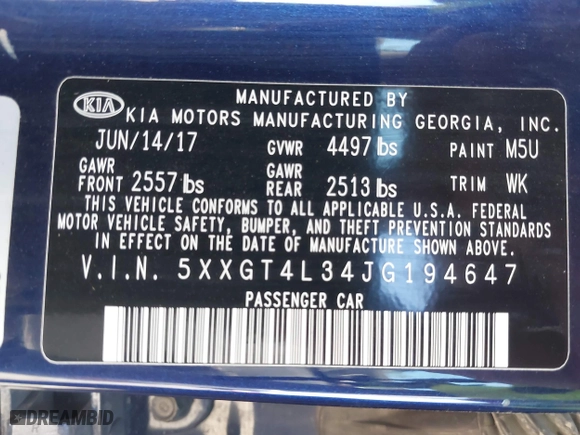 MANUFACTURED BY
KIA KIA MOTORS MANUFACTURING GEORGIA, INC.
JUN/14/17 GVWR 4497 lbs PAINT M5U
GAWR FRONT 2557 lbs GAWR REAR 2513 lbs TRIM WK
THIS VEHICLE CONFORMS TO ALL APPLICABLE U.S.A. FEDERAL
MOTOR VEHICLE SAFETY, BUMPER, AND THEFT PREVENTION STANDARDS
IN EFFECT ON THE DATE OF MANUFACTURE SHOWN ABOVE.
V.I.N. 5XXGT4L34JG194647
PASSENGER CAR
DREAMBID